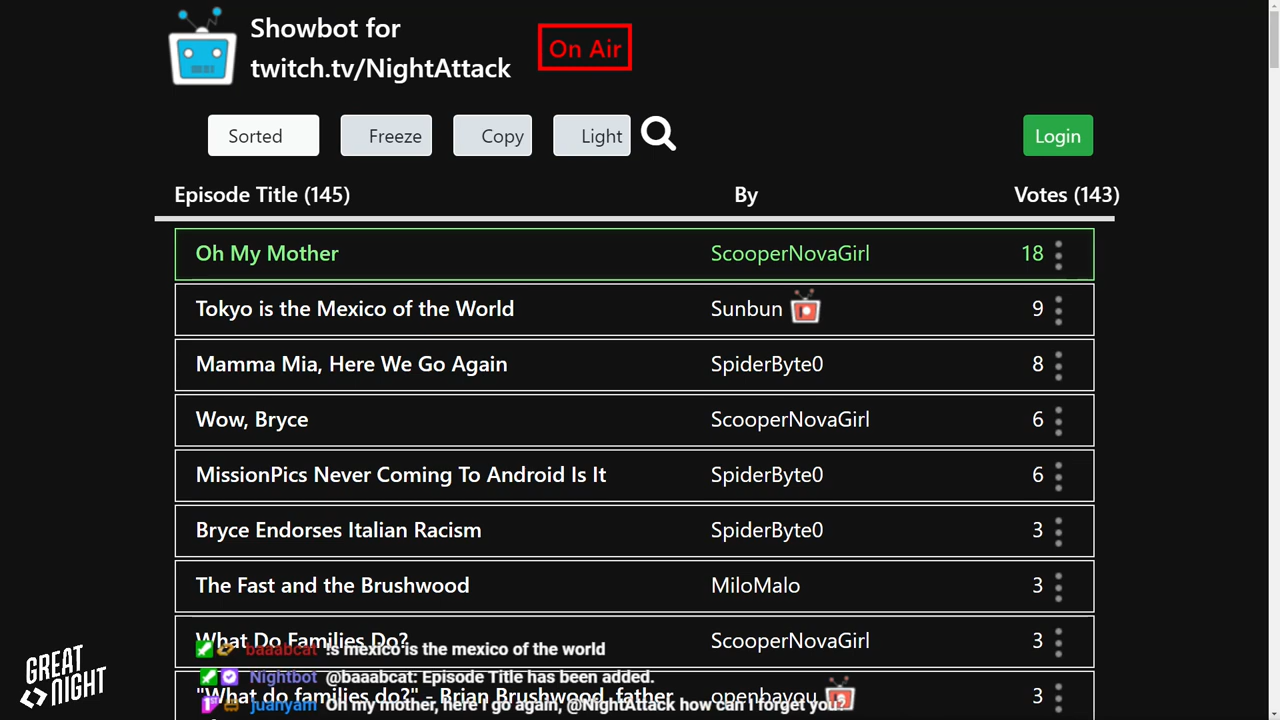 Showbot for
twitch.tv/NightAttack
On Air
Sorted Freeze Copy Light Login
Episode Title (145) By Votes (143)
Oh My Mother ScooperNovaGirl 18
Tokyo is the Mexico of the World Sunbun 9
Mamma Mia, Here We Go Again SpiderByte0 8
Wow, Bryce ScooperNovaGirl 6
MissionPics Never Coming To Android Is It SpiderByte0 6
Bryce Endorses Italian Racism SpiderByte0 3
The Fast and the Brushwood MiloMalo 3
What Do Families Do? ScooperNovaGirl 3
baaabcat !s mexico is the mexico of the world
Nightbot @baaabcat: Episode Title has been added.
"What do families do?" - Brian Brushwood, father openbayou 3
juanyam Oh my mother, here I go again, @NightAttack how can I forget you?
GREAT
NIGHT